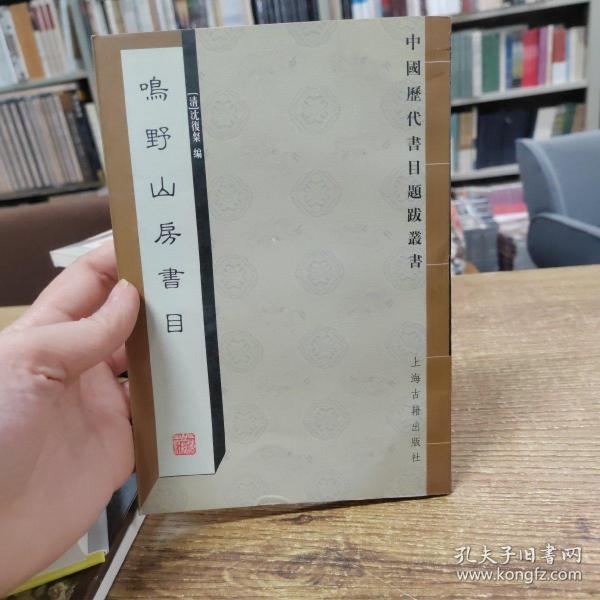 中國歷代書目題跋叢書
〔清〕沈復粲 编
鳴野山房書目
上海古籍出版社
孔夫子旧書网
www.kongfz.com